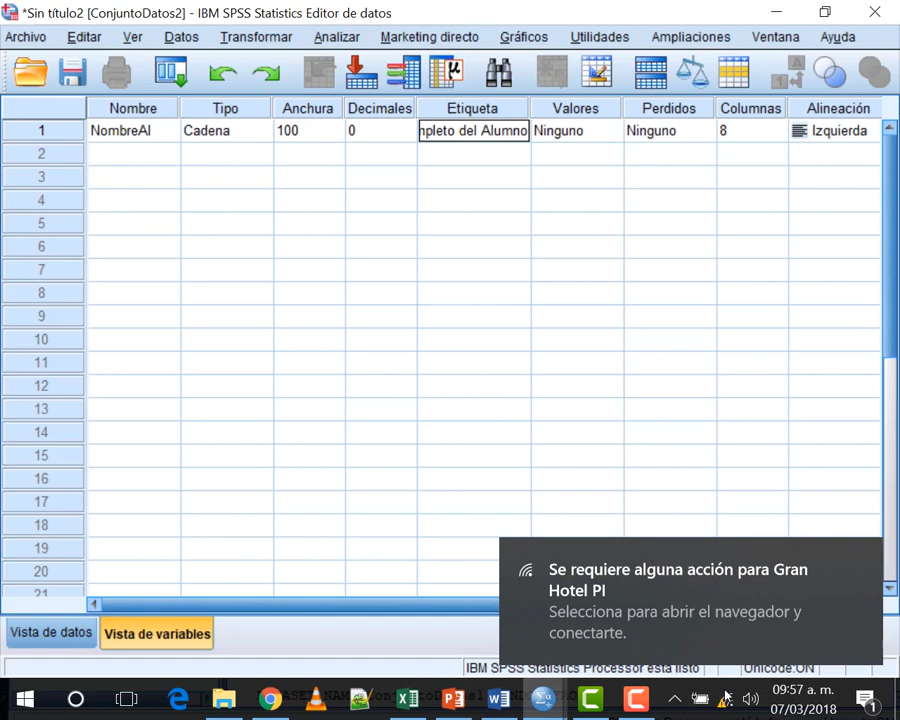 *Sin título2 [ConjuntoDatos2] - IBM SPSS Statistics Editor de datos
Archivo Editar Ver Datos Transformar Analizar Marketing directo Gráficos Utilidades Ampliaciones Ventana Ayuda
Nombre Tipo Anchura Decimales Etiqueta Valores Perdidos Columnas Alineación
1 NombreAl Cadena 100 0 npleto del Alumno Ninguno Ninguno 8 Izquierda
2
3
4
5
6
7
8
9
10
11
12
13
14
15
16
17
18
19
20
21
Se requiere alguna acción para Gran
Hotel PI
Selecciona para abrir el navegador y
conectarte.
Vista de datos Vista de variables
IBM SPSS Statistics Processor está listo Unicode:ON
09:57 a. m.
07/03/2018
1